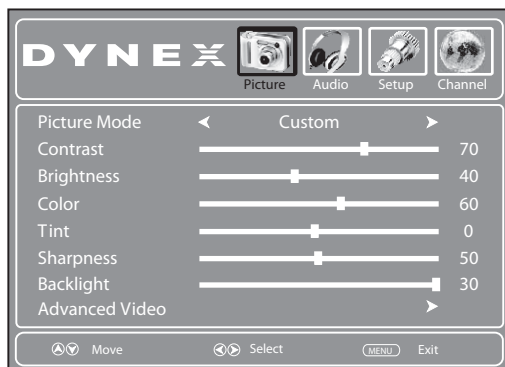 DYNEX
Picture Audio Setup Channel
Picture Mode Custom
Contrast 70
Brightness 40
Color 60
Tint 0
Sharpness 50
Backlight 30
Advanced Video
Move Select MENU Exit